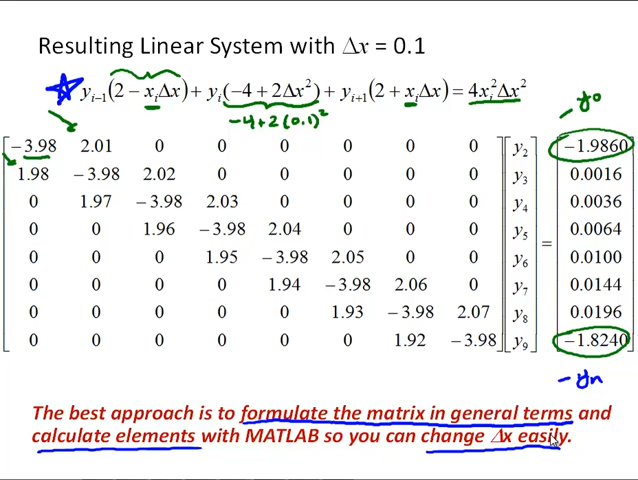 Resulting Linear System with Δx = 0.1
yᵢ₋₁(2 − xᵢΔx) + yᵢ(−4 + 2Δx²) + yᵢ₊₁(2 + xᵢΔx) = 4xᵢ²Δx²
−4+2(0.1)²
−y0
−3.98 2.01 0 0 0 0 0 0 y₂ −1.9860
1.98 −3.98 2.02 0 0 0 0 0 y₃ 0.0016
0 1.97 −3.98 2.03 0 0 0 0 y₄ 0.0036
0 0 1.96 −3.98 2.04 0 0 0 y₅ 0.0064
0 0 0 1.95 −3.98 2.05 0 0 y₆ = 0.0100
0 0 0 0 1.94 −3.98 2.06 0 y₇ 0.0144
0 0 0 0 0 1.93 −3.98 2.07 y₈ 0.0196
0 0 0 0 0 0 1.92 −3.98 y₉ −1.8240
−yn
The best approach is to formulate the matrix in general terms and
calculate elements with MATLAB so you can change Δx easily.